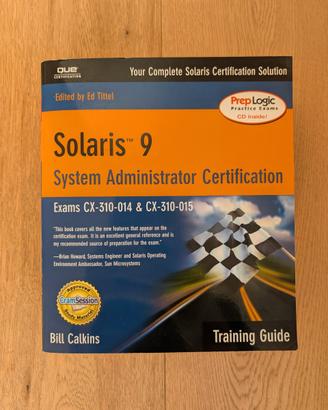 QUE
CERTIFICATION
Your Complete Solaris Certification Solution
Edited by Ed Tittel
PrepLogic
Practice Exams
CD Inside!
Solaris™ 9
System Administrator Certification
Exams CX-310-014 & CX-310-015
"This book covers all the new features that appear on the
certification exam. It is an excellent general reference and is
my recommended source of preparation for the exam."
—Brian Howard, Systems Engineer and Solaris Operating
Environment Ambassador, Sun Microsystems
Approved
CramSession
Study Material
Bill Calkins
Training Guide